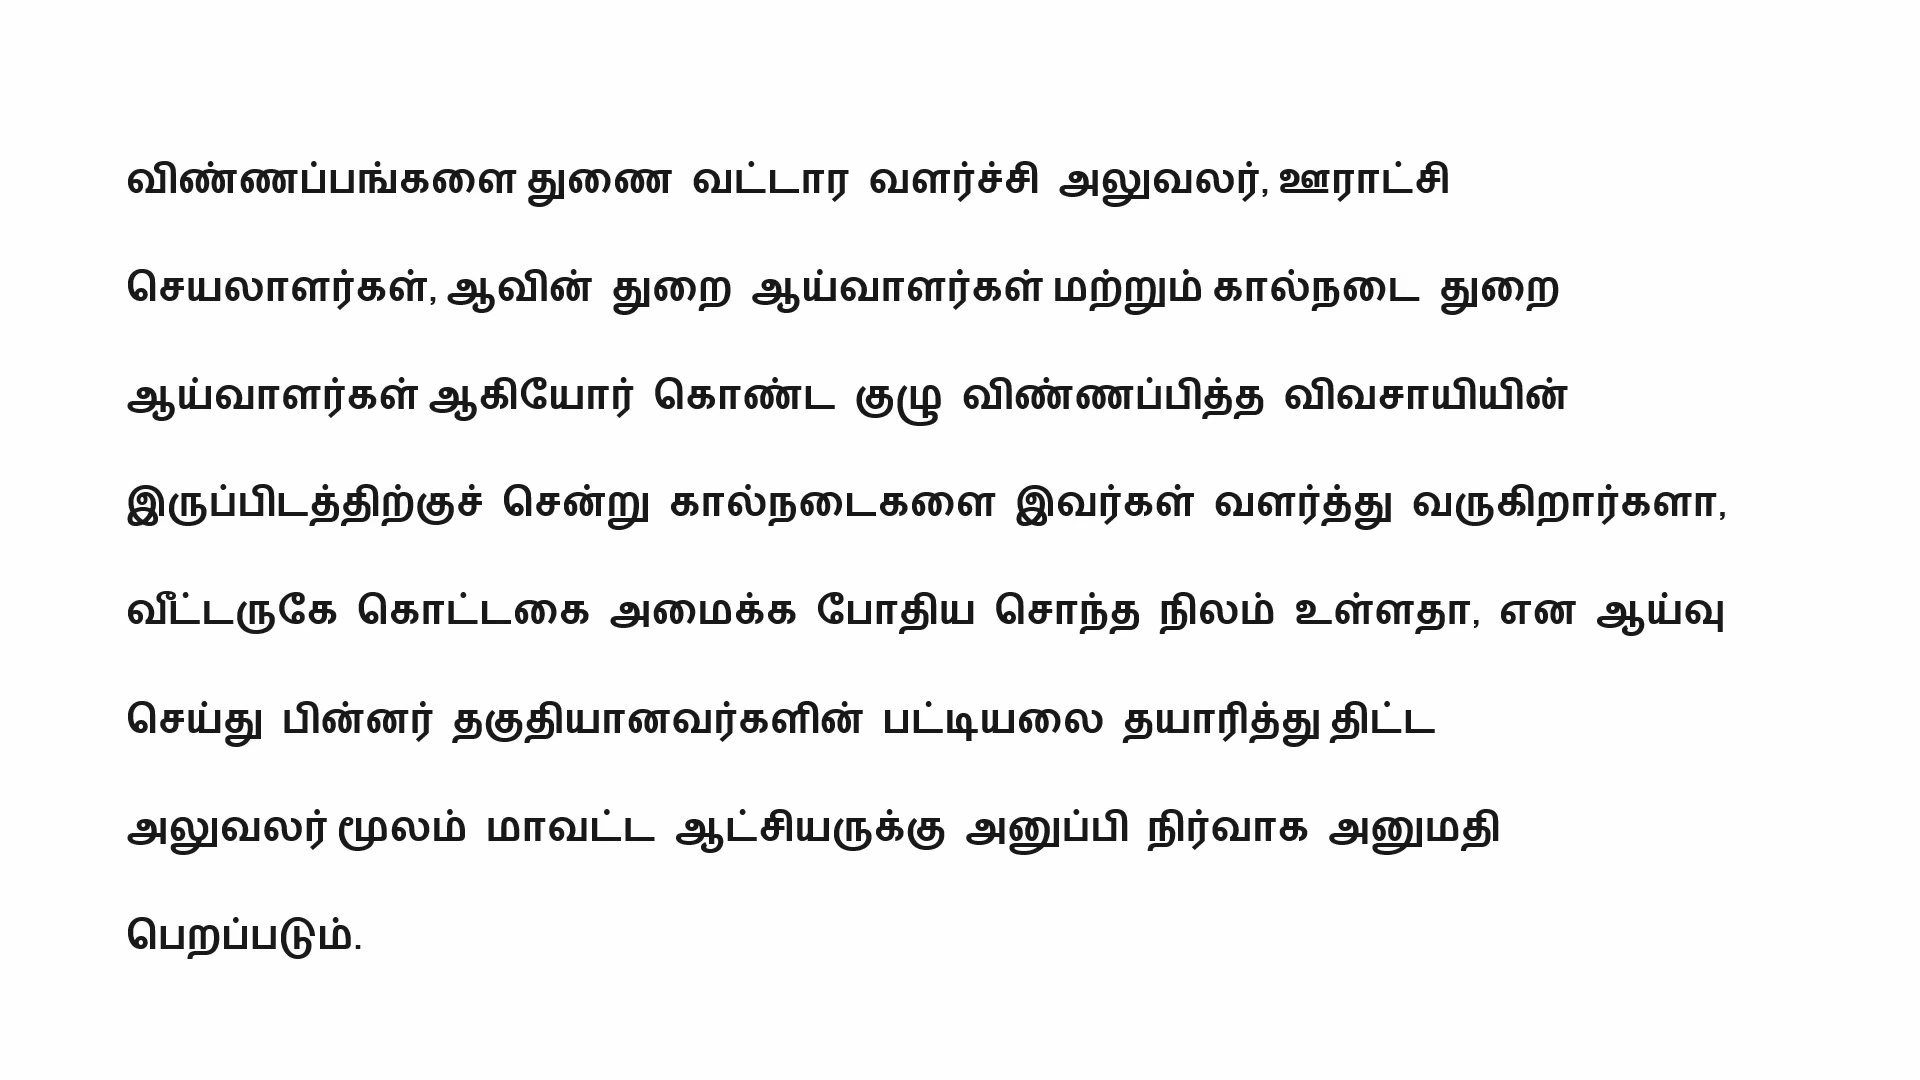 விண்ணப்பங்களை துணை வட்டார வளர்ச்சி அலுவலர், ஊராட்சி
செயலாளர்கள், ஆவின் துறை ஆய்வாளர்கள் மற்றும் கால்நடை துறை
ஆய்வாளர்கள் ஆகியோர் கொண்ட குழு விண்ணப்பித்த விவசாயியின்
இருப்பிடத்திற்குச் சென்று கால்நடைகளை இவர்கள் வளர்த்து வருகிறார்களா,
வீட்டருகே கொட்டகை அமைக்க போதிய சொந்த நிலம் உள்ளதா, என ஆய்வு
செய்து பின்னர் தகுதியானவர்களின் பட்டியலை தயாரித்து திட்ட
அலுவலர் மூலம் மாவட்ட ஆட்சியருக்கு அனுப்பி நிர்வாக அனுமதி
பெறப்படும்.